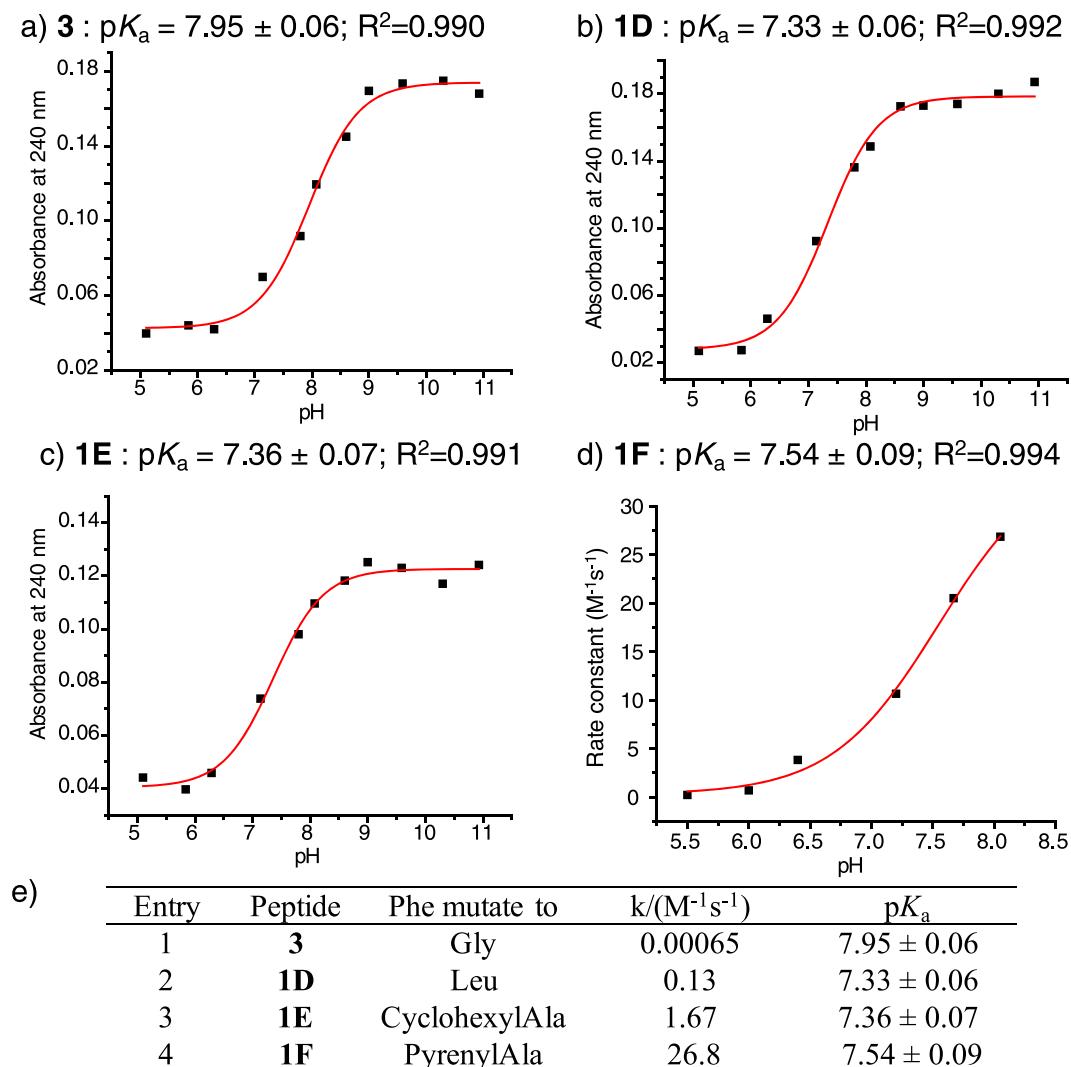 a) 3 : pKa = 7.95 ± 0.06; R²=0.990
b) 1D : pKa = 7.33 ± 0.06; R²=0.992
Absorbance at 240 nm
0.18
0.14
0.10
0.06
0.02
5 6 7 8 9 10 11
pH
Absorbance at 240 nm
0.18
0.14
0.10
0.06
0.02
5 6 7 8 9 10 11
pH
c) 1E : pKa = 7.36 ± 0.07; R²=0.991
d) 1F : pKa = 7.54 ± 0.09; R²=0.994
Absorbance at 240 nm
0.14
0.12
0.10
0.08
0.06
0.04
5 6 7 8 9 10 11
pH
Rate constant (M⁻¹s⁻¹)
30
25
20
15
10
5
0
5.5 6.0 6.5 7.0 7.5 8.0 8.5
pH
e)
Entry Peptide Phe mutate to k/(M⁻¹s⁻¹) pKa
1 3 Gly 0.00065 7.95 ± 0.06
2 1D Leu 0.13 7.33 ± 0.06
3 1E CyclohexylAla 1.67 7.36 ± 0.07
4 1F PyrenylAla 26.8 7.54 ± 0.09